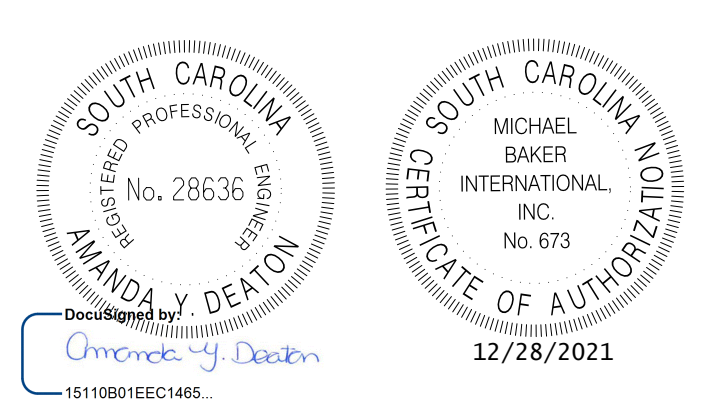 SOUTH CAROLINA
REGISTERED PROFESSIONAL ENGINEER
No. 28636
AMANDA Y DEATON
DocuSigned by:
Amanda Y. Deaton
15110B01EEC1465...
SOUTH CAROLINA
MICHAEL
BAKER
INTERNATIONAL,
INC.
No. 673
CERTIFICATE OF AUTHORIZATION
12/28/2021